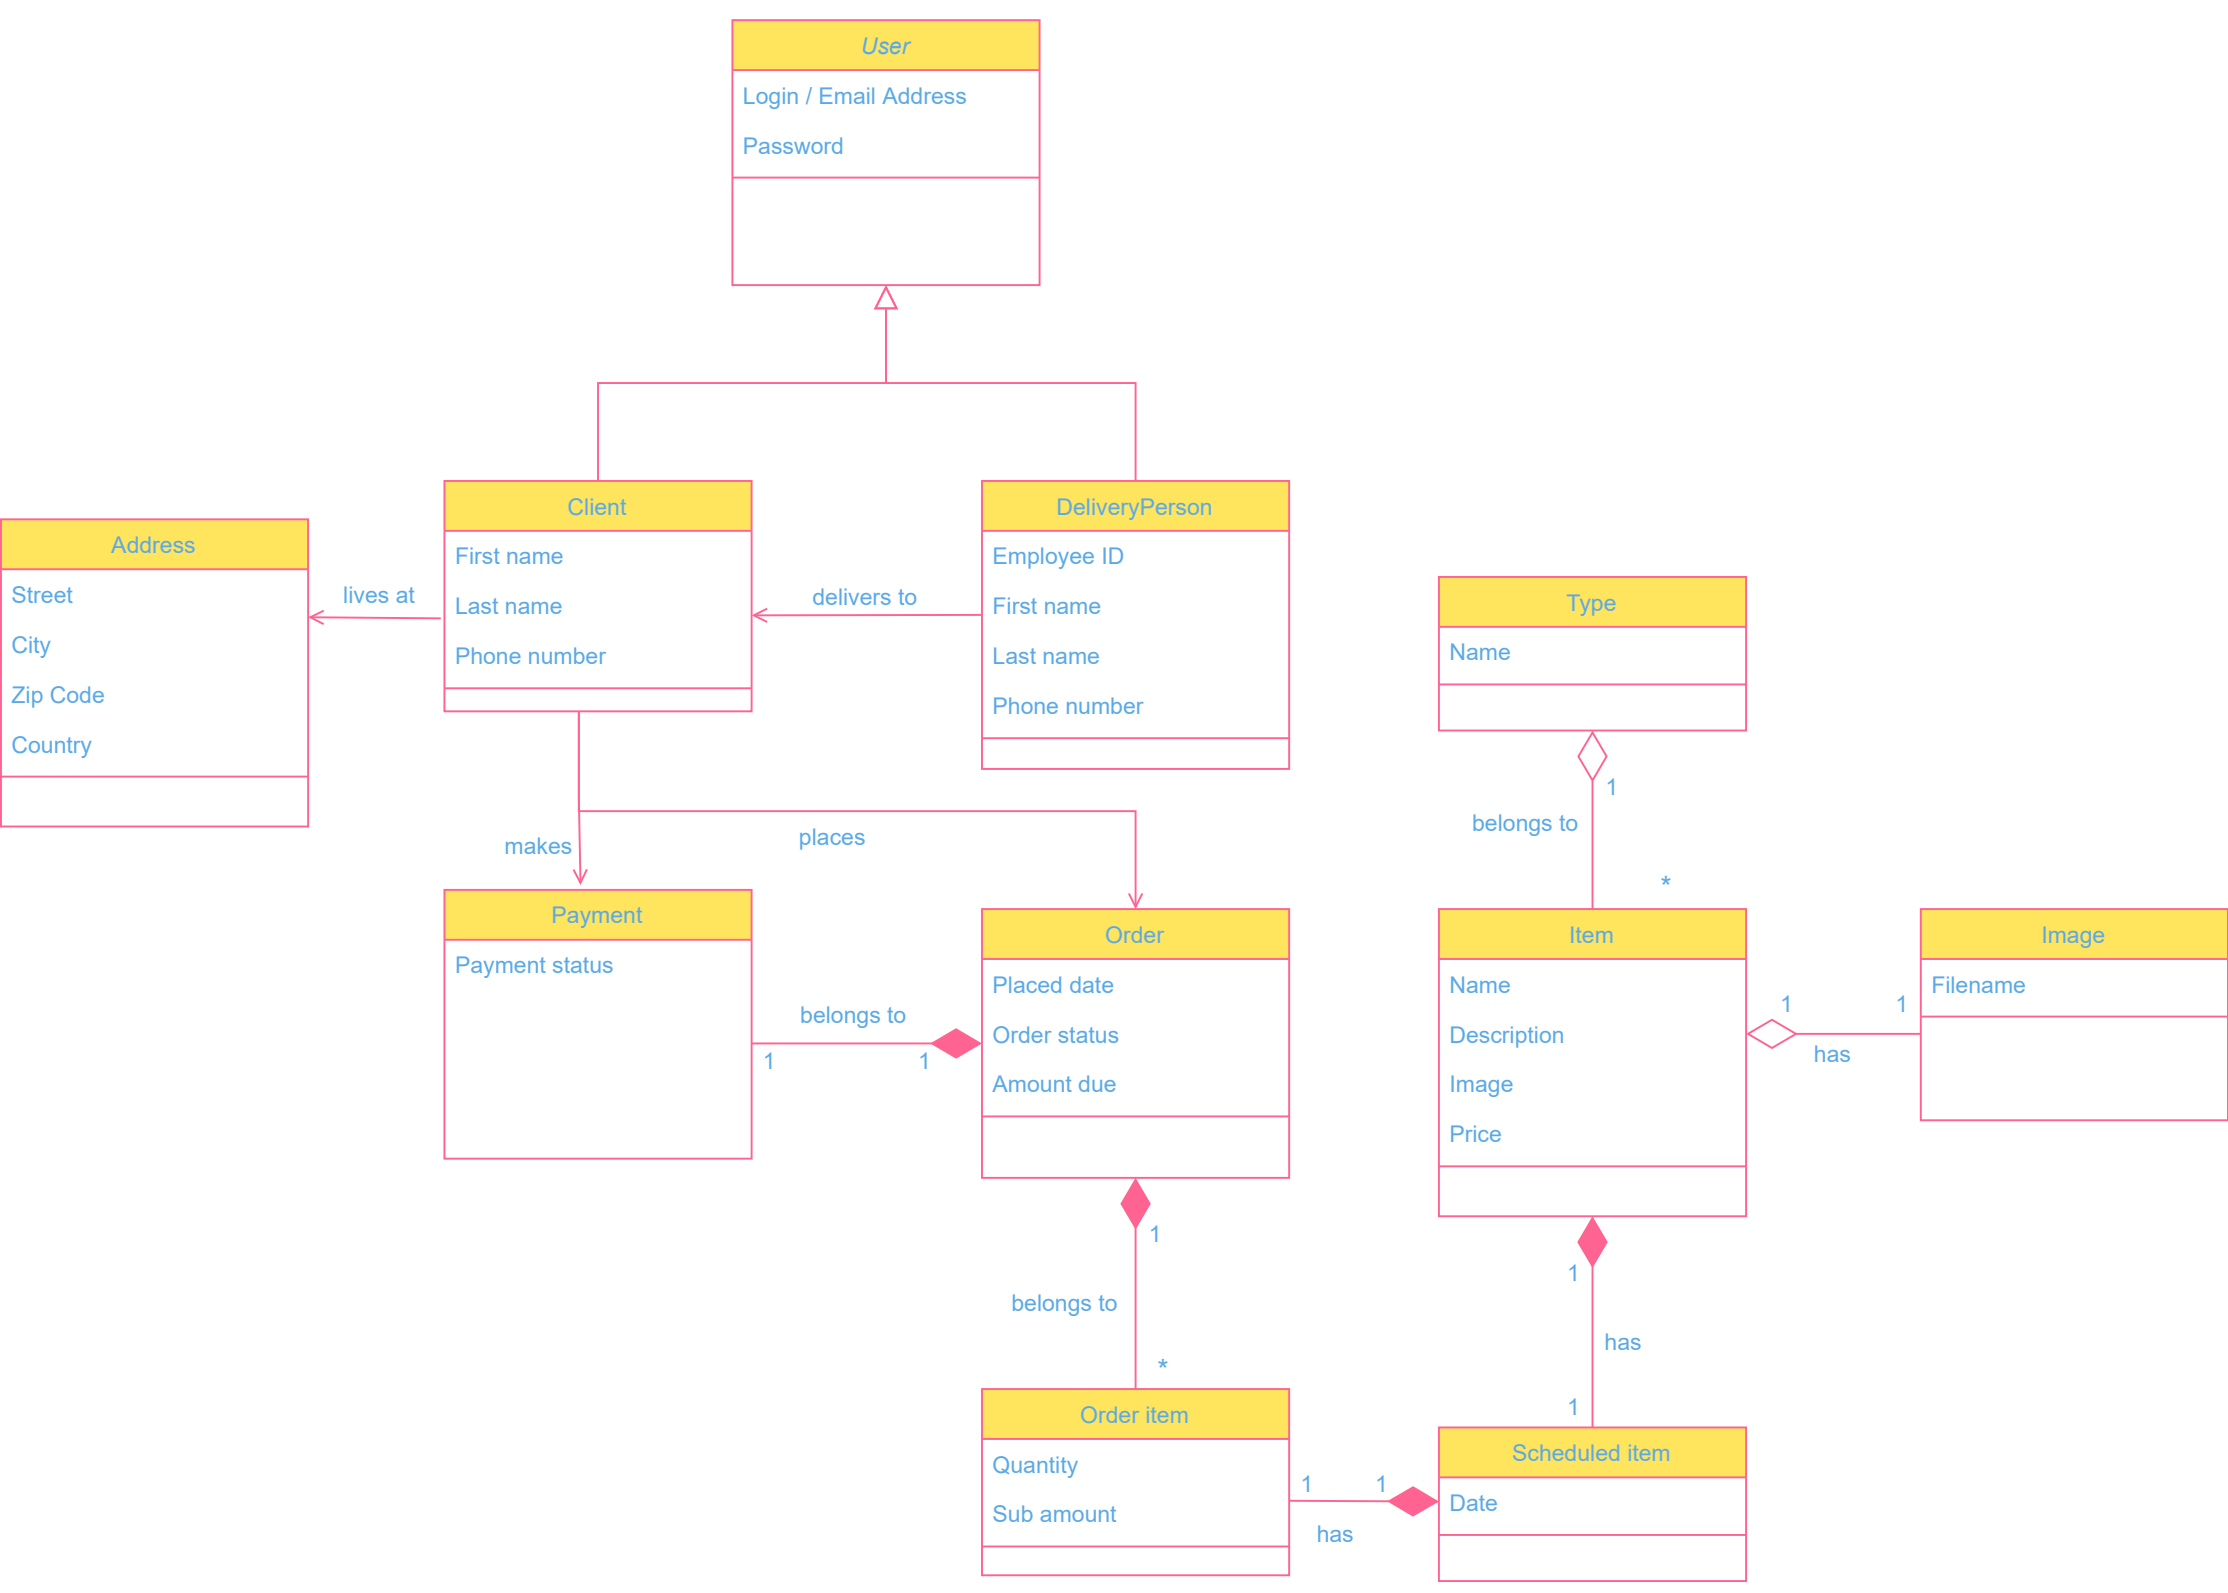 User
Login / Email Address
Password
Client
First name
Last name
Phone number
DeliveryPerson
Employee ID
First name
Last name
Phone number
Address
Street
City
Zip Code
Country
lives at
delivers to
Type
Name
makes
places
belongs to
1
*
Payment
Payment status
Order
Placed date
Order status
Amount due
belongs to
1
1
Item
Name
Description
Image
Price
Image
Filename
1
1
has
1
belongs to
*
1
has
1
Order item
Quantity
Sub amount
1
1
has
Scheduled item
Date